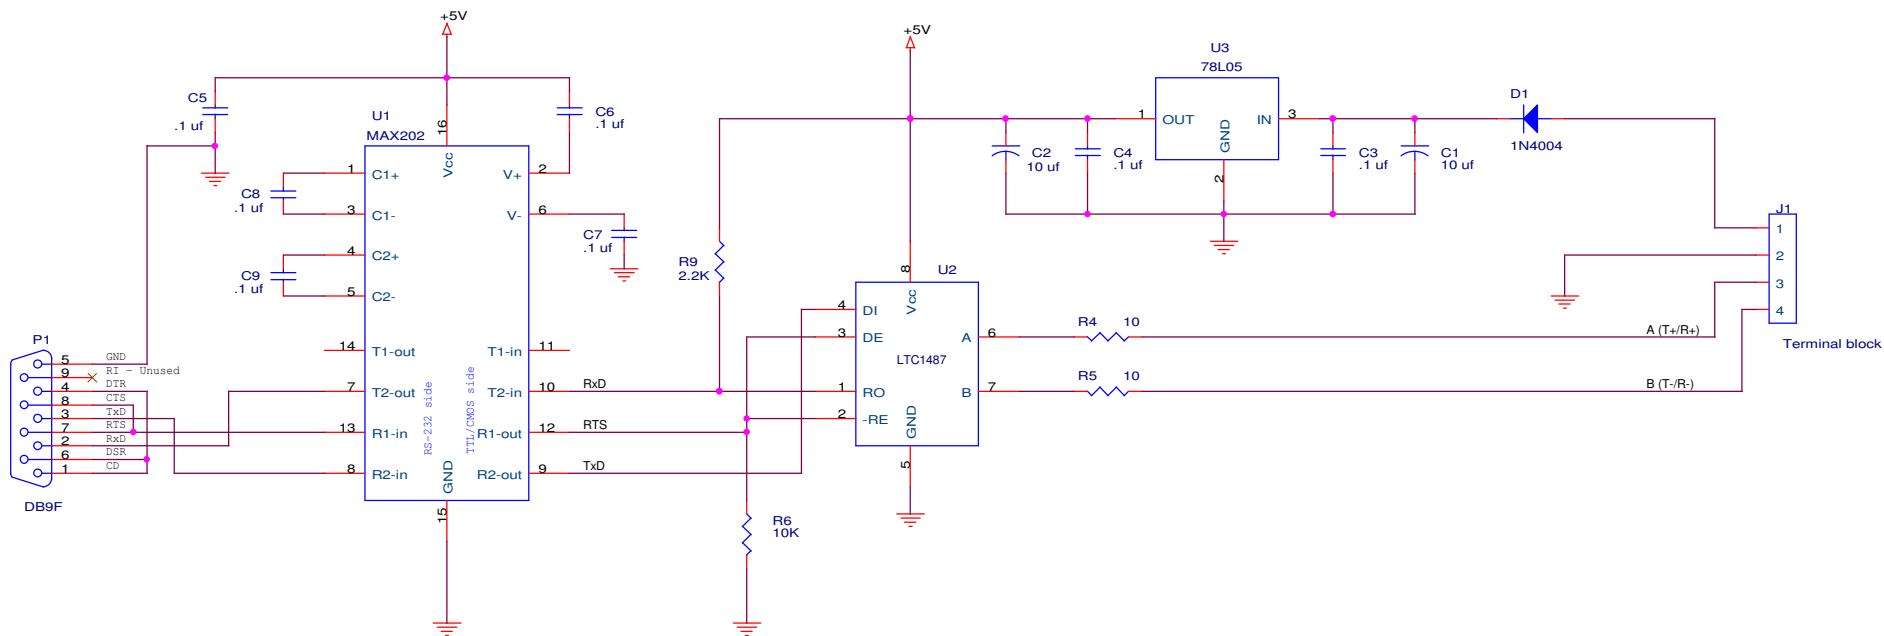 +5V
C5
.1 uf
C6
.1 uf
U1
MAX202
16
Vcc
1
C1+
V+
2
C8
.1 uf
3
C1-
V-
6
C7
.1 uf
4
C2+
C9
.1 uf
5
C2-
14
T1-out
T1-in
11
7
T2-out
T2-in
10
RxD
13
R1-in
R1-out
12
RTS
8
R2-in
R2-out
9
TxD
RS-232 side
TTL/CMOS side
GND
15
P1
5
GND
9
RI - Unused
4
DTR
8
CTS
3
TxD
7
RTS
2
RxD
6
DSR
1
CD
DB9F
R9
2.2K
R6
10K
+5V
U2
8
Vcc
4
DI
3
DE
A
6
LTC1487
1
RO
B
7
2
-RE
GND
5
C2
10 uf
C4
.1 uf
U3
78L05
1
OUT
IN
3
GND
2
C3
.1 uf
C1
10 uf
D1
1N4004
R4
10
A (T+/R+)
R5
10
B (T-/R-)
J1
1
2
3
4
Terminal block